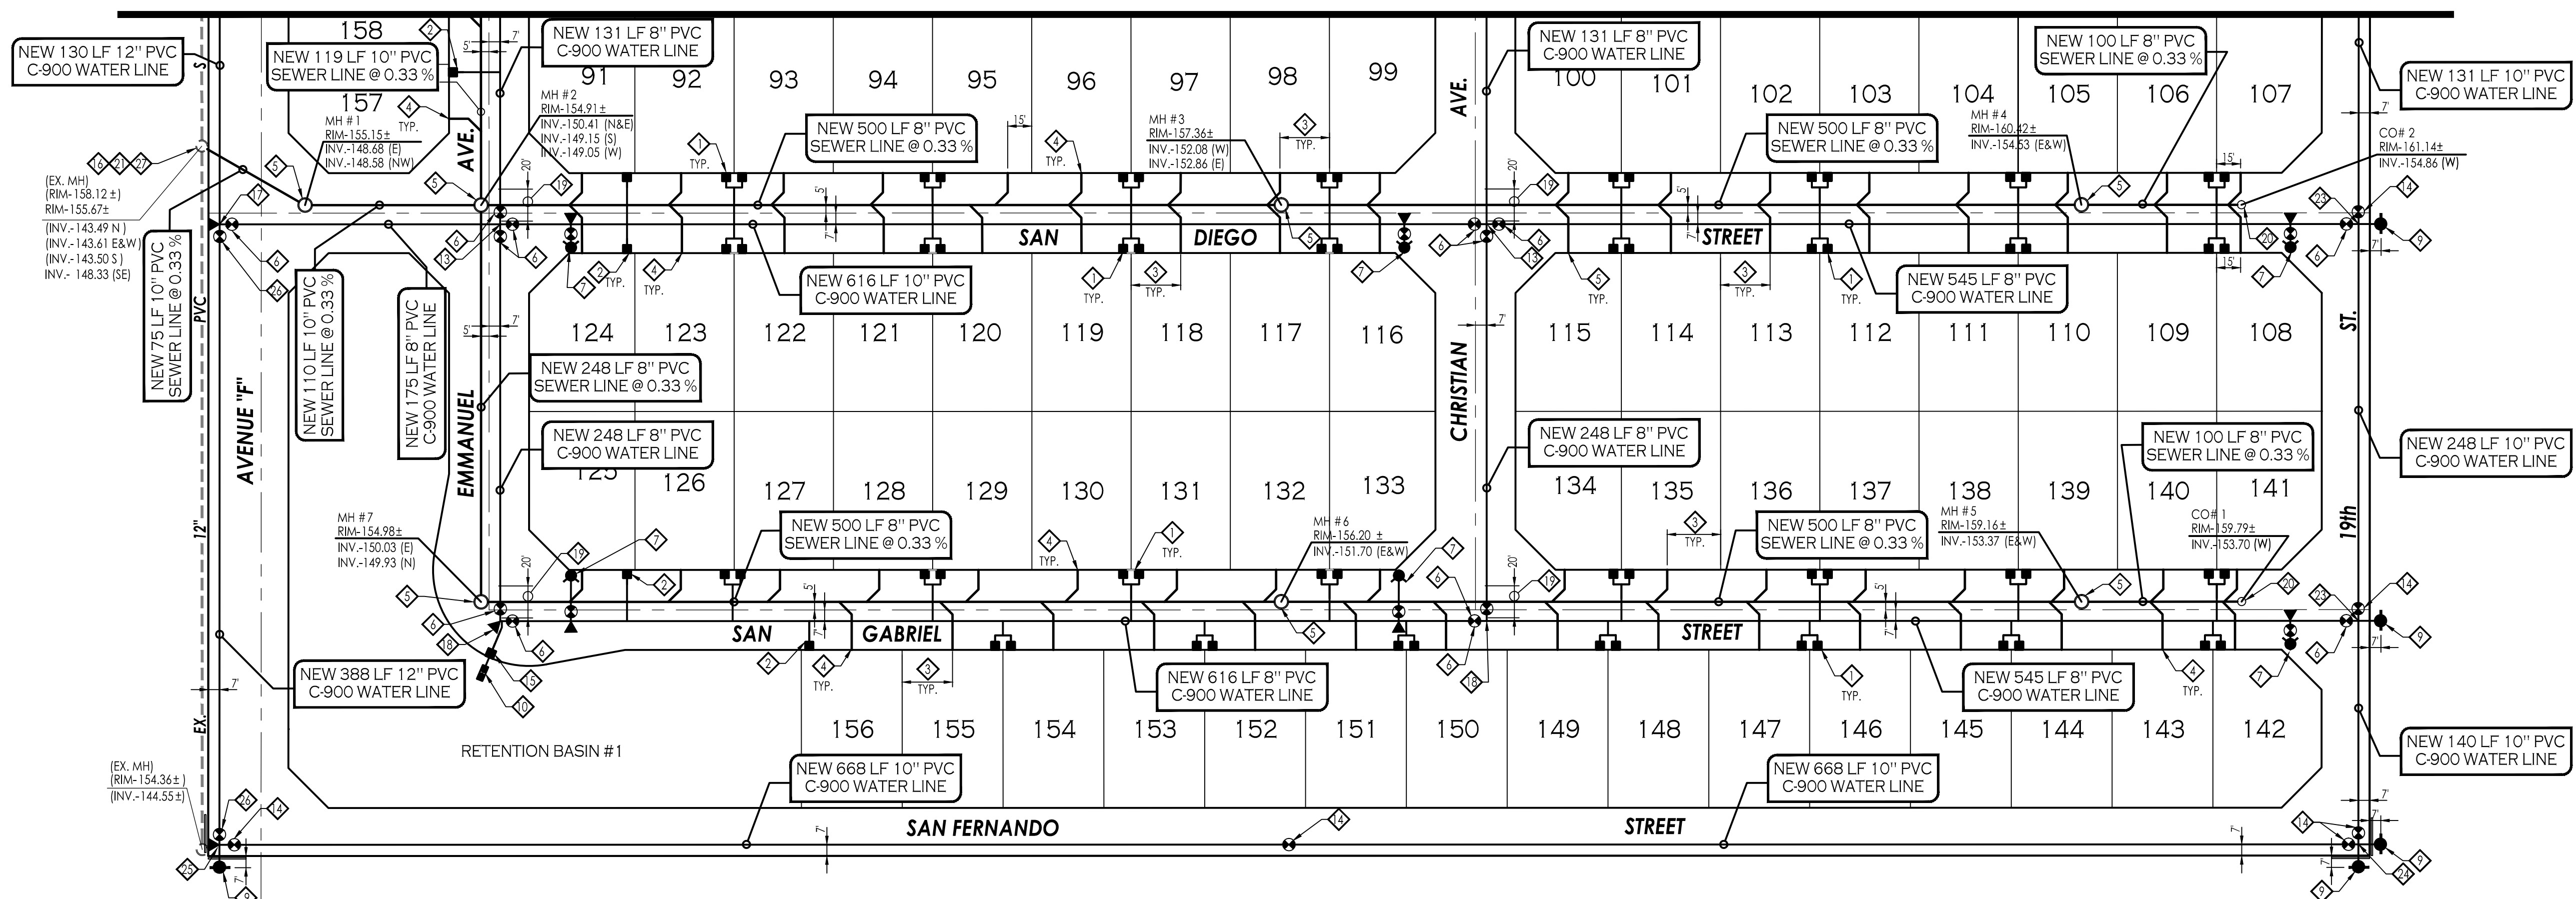 NEW 130 LF 12" PVC
C-900 WATER LINE
158
NEW 119 LF 10" PVC
SEWER LINE @ 0.33 %
157
NEW 131 LF 8" PVC
C-900 WATER LINE
91
92
93
94
95
96
97
98
99
AVE.
NEW 131 LF 8" PVC
C-900 WATER LINE
100
101
102
103
104
105
106
107
NEW 100 LF 8" PVC
SEWER LINE @ 0.33 %
NEW 131 LF 10" PVC
C-900 WATER LINE
MH #1
RIM-155.15±
INV.-148.68 (E)
INV.-148.58 (NW)
4
TYP.
AVE.
MH #2
RIM-154.91±
INV.-150.41 (N&E)
INV.-149.15 (S)
INV.-149.05 (W)
NEW 500 LF 8" PVC
SEWER LINE @ 0.33 %
MH #3
RIM-157.36±
INV.-152.08 (W)
INV.-152.86 (E)
NEW 500 LF 8" PVC
SEWER LINE @ 0.33 %
MH #4
RIM-160.42±
INV.-154.53 (E&W)
CO# 2
RIM-161.14±
INV.-154.86 (W)
16 21 27
(EX. MH)
(RIM-158.12 ±)
RIM-155.67±
(INV.-143.49 N )
(INV.-143.61 E&W)
(INV.-143.50 S )
INV.- 148.33 (SE)
SAN DIEGO STREET
NEW 75 LF 10" PVC
SEWER LINE @ 0.33 %
NEW 110 LF 10" PVC
SEWER LINE @ 0.33 %
NEW 175 LF 8" PVC
C-900 WATER LINE
NEW 616 LF 10" PVC
C-900 WATER LINE
NEW 545 LF 8" PVC
C-900 WATER LINE
124
123
122
121
120
119
118
117
116
115
114
113
112
111
110
109
108
PVC
AVENUE "F"
EMMANUEL
CHRISTIAN
19th ST.
NEW 248 LF 8" PVC
SEWER LINE @ 0.33 %
NEW 248 LF 8" PVC
C-900 WATER LINE
NEW 248 LF 8" PVC
C-900 WATER LINE
NEW 100 LF 8" PVC
SEWER LINE @ 0.33 %
NEW 248 LF 10" PVC
C-900 WATER LINE
125
126
127
128
129
130
131
132
133
134
135
136
137
138
139
140
141
12"
MH #7
RIM-154.98±
INV.-150.03 (E)
INV.-149.93 (N)
NEW 500 LF 8" PVC
SEWER LINE @ 0.33 %
MH #6
RIM-156.20 ±
INV.-151.70 (E&W)
NEW 500 LF 8" PVC
SEWER LINE @ 0.33 %
MH #5
RIM-159.16±
INV.-153.37 (E&W)
CO# 1
RIM-159.79±
INV.-153.70 (W)
SAN GABRIEL STREET
NEW 388 LF 12" PVC
C-900 WATER LINE
NEW 616 LF 8" PVC
C-900 WATER LINE
NEW 545 LF 8" PVC
C-900 WATER LINE
EX.
RETENTION BASIN #1
156
155
154
153
152
151
150
149
148
147
146
145
144
143
142
NEW 140 LF 10" PVC
C-900 WATER LINE
(EX. MH)
(RIM-154.36± )
(INV.-144.55±)
NEW 668 LF 10" PVC
C-900 WATER LINE
NEW 668 LF 10" PVC
C-900 WATER LINE
SAN FERNANDO STREET